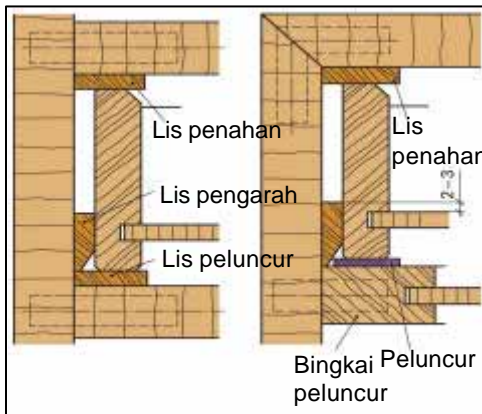 Lis penahan
Lis pengarah
Lis peluncur
Lis
penahan
2–3
Bingkai
peluncur
Peluncur